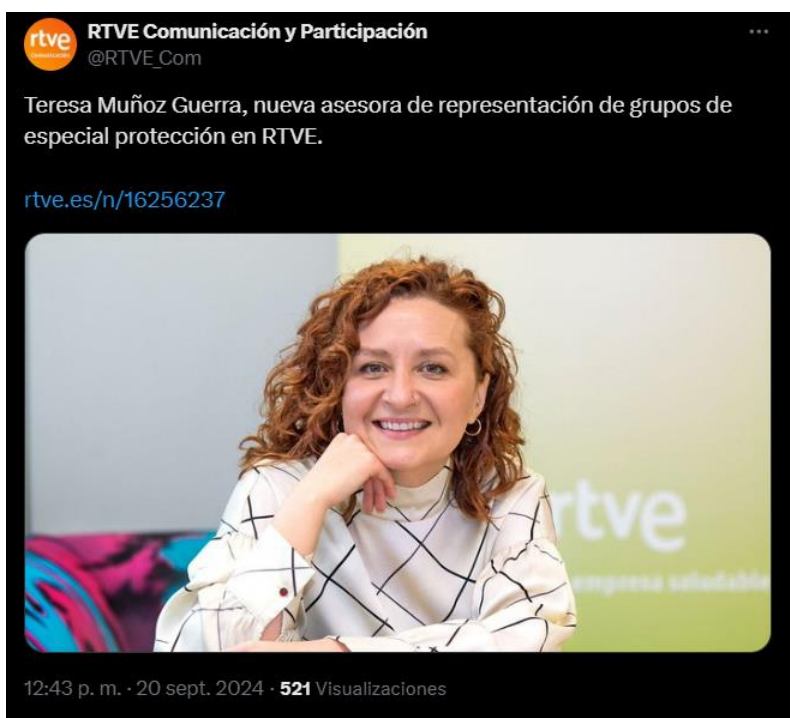 rtve
Comunicación
RTVE Comunicación y Participación
@RTVE_Com
Teresa Muñoz Guerra, nueva asesora de representación de grupos de
especial protección en RTVE.
rtve.es/n/16256237
rtve
empresa saludable
12:43 p. m. · 20 sept. 2024 · 521 Visualizaciones